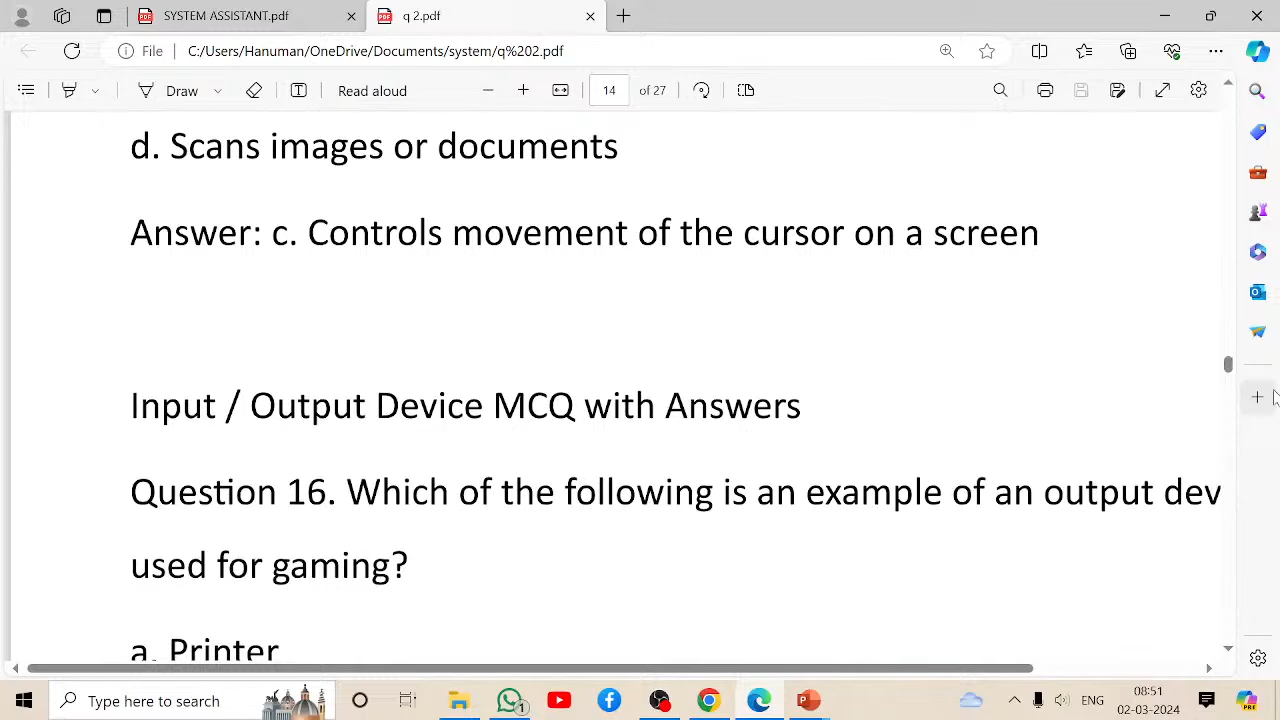 SYSTEM ASSISTANT.pdf
q 2.pdf
File C:/Users/Hanuman/OneDrive/Documents/system/q%202.pdf
Draw
Read aloud
14 of 27
d. Scans images or documents
Answer: c. Controls movement of the cursor on a screen
Input / Output Device MCQ with Answers
Question 16. Which of the following is an example of an output dev
used for gaming?
a. Printer
Type here to search
1
ENG
08:51
02-03-2024